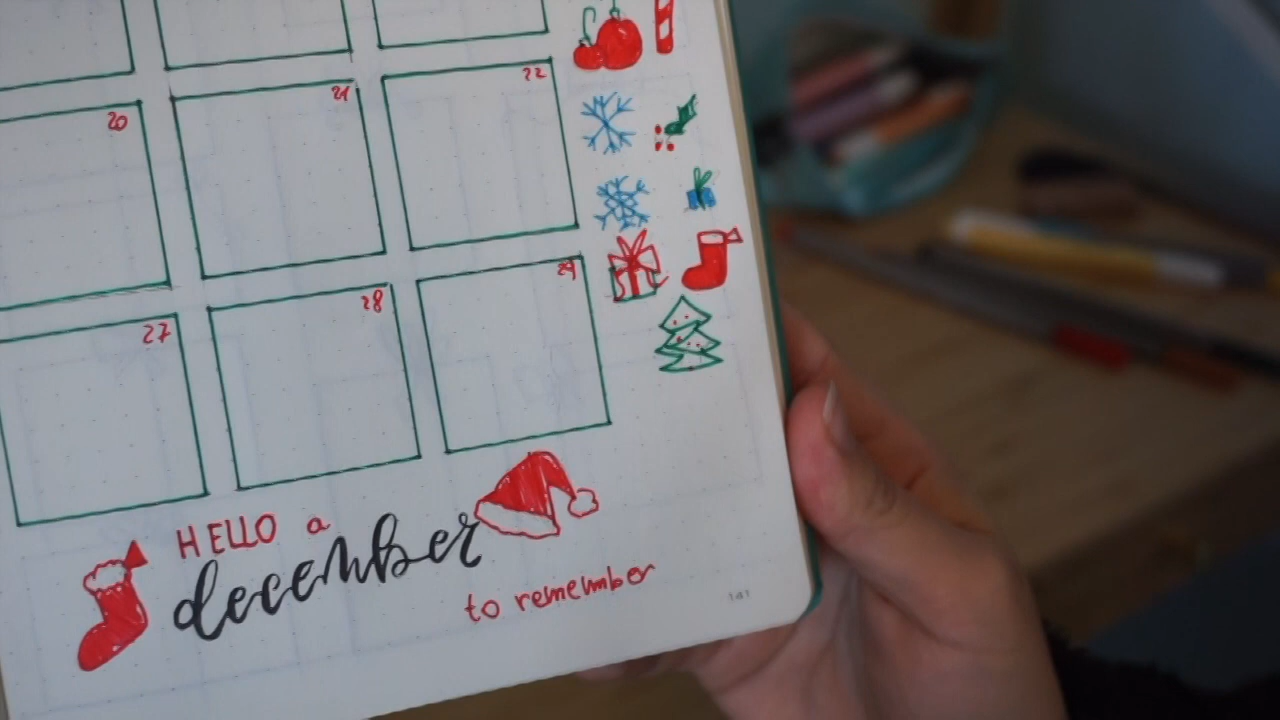 20 21 22
27 28 29
HELLO a
december
to remember
141